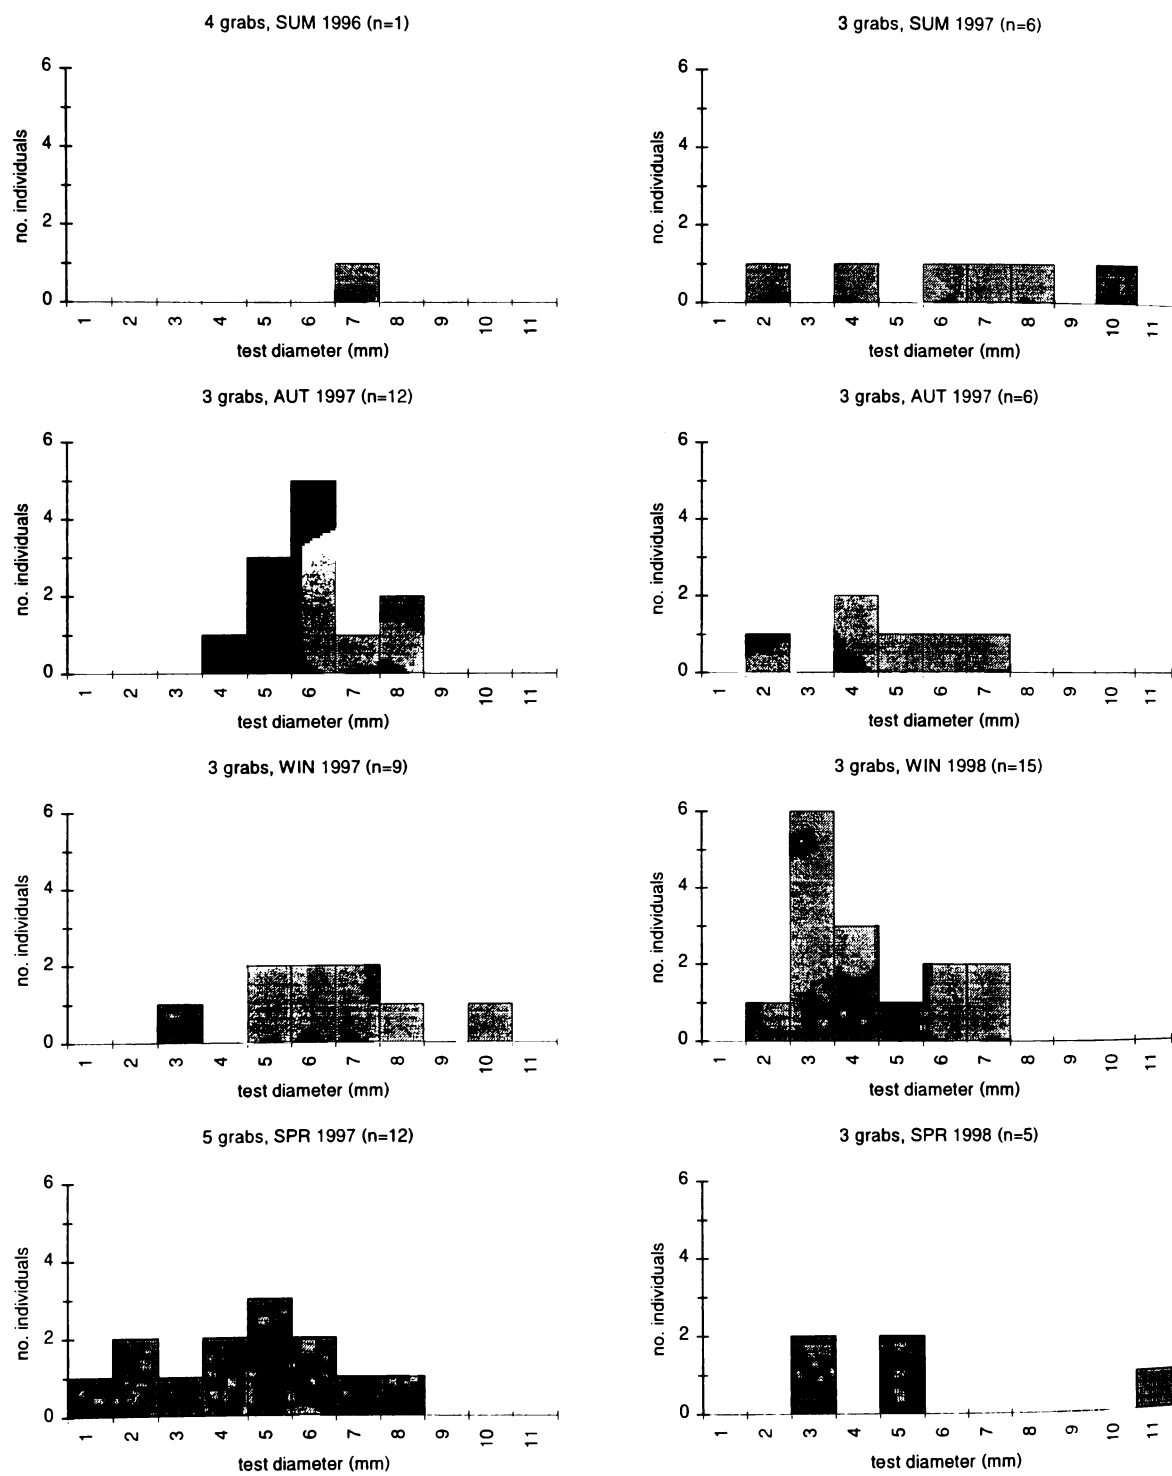 4 grabs, SUM 1996 (n=1)
no. individuals
6
4
2
0
1 2 3 4 5 6 7 8 9 10 11
test diameter (mm)
3 grabs, SUM 1997 (n=6)
no. individuals
6
4
2
0
1 2 3 4 5 6 7 8 9 10 11
test diameter (mm)
3 grabs, AUT 1997 (n=12)
no. individuals
6
4
2
0
1 2 3 4 5 6 7 8 9 10 11
test diameter (mm)
3 grabs, AUT 1997 (n=6)
no. individuals
6
4
2
0
1 2 3 4 5 6 7 8 9 10 11
test diameter (mm)
3 grabs, WIN 1997 (n=9)
no. individuals
6
4
2
0
1 2 3 4 5 6 7 8 9 10 11
test diameter (mm)
3 grabs, WIN 1998 (n=15)
no. individuals
6
4
2
0
1 2 3 4 5 6 7 8 9 10 11
test diameter (mm)
5 grabs, SPR 1997 (n=12)
no. individuals
6
4
2
0
1 2 3 4 5 6 7 8 9 10 11
test diameter (mm)
3 grabs, SPR 1998 (n=5)
no. individuals
6
4
2
0
1 2 3 4 5 6 7 8 9 10 11
test diameter (mm)